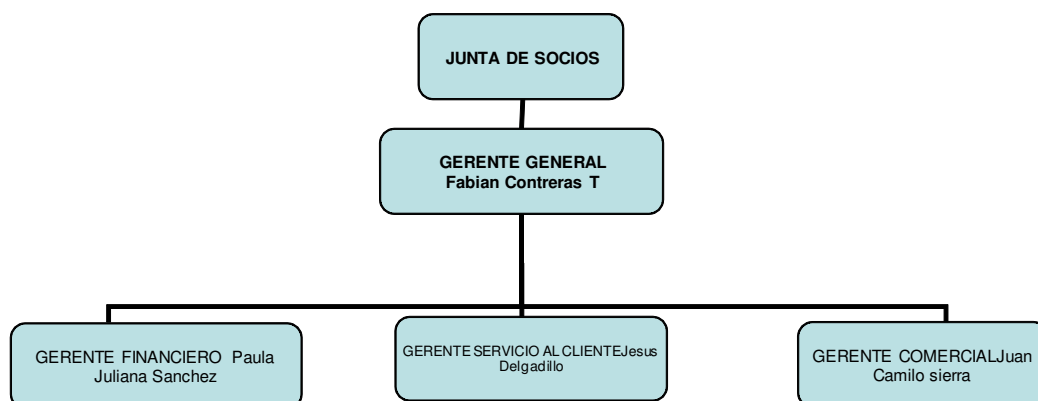 JUNTA DE SOCIOS
GERENTE GENERAL
Fabian Contreras T
GERENTE FINANCIERO Paula
Juliana Sanchez
GERENTE SERVICIO AL CLIENTEJesus
Delgadillo
GERENTE COMERCIALJuan
Camilo sierra